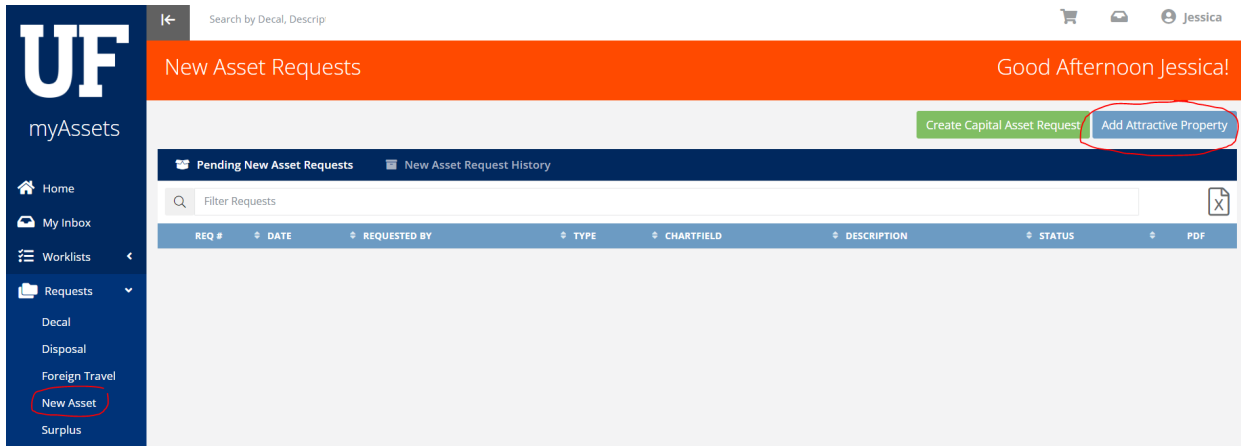 UF
myAssets
Home
My Inbox
Worklists
Requests
Decal
Disposal
Foreign Travel
New Asset
Surplus
Search by Decal, Descrip
Jessica
New Asset Requests
Good Afternoon Jessica!
Create Capital Asset Request
Add Attractive Property
Pending New Asset Requests New Asset Request History
Filter Requests
X
REQ # DATE REQUESTED BY TYPE CHARTFIELD DESCRIPTION STATUS PDF